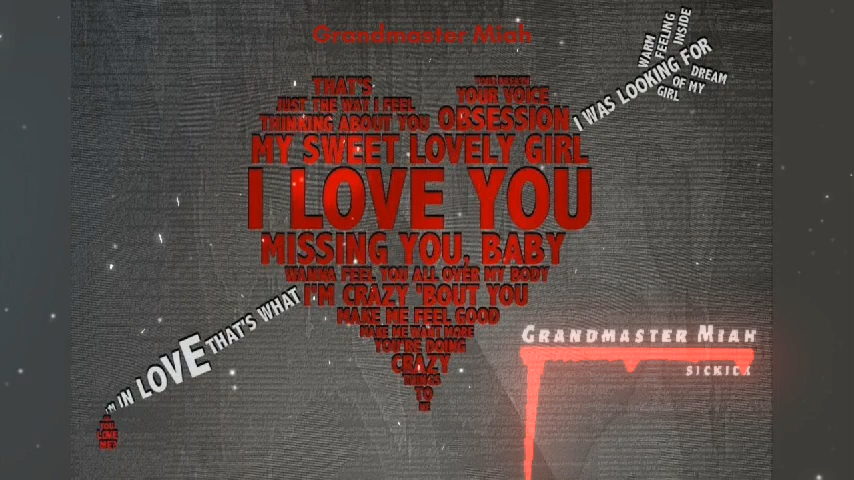 Grandmaster Miah
THAT'S
JUST THE WAY I FEEL
THINKING ABOUT YOU
YOUR VOICE
OBSESSION
MY SWEET LOVELY GIRL
I LOVE YOU
MISSING YOU, BABY
WANNA FEEL YOU ALL OVER MY BODY
I'M CRAZY 'BOUT YOU
MAKE ME FEEL GOOD
MAKE ME WANT MORE
YOU'RE DOING
CRAZY
THINGS
TO
I WAS LOOKING FOR
WARM
FEELING
INSIDE
DREAM
OF MY
GIRL
I'M IN LOVE THAT'S WHAT
YOU
LOVE
ME?
GRANDMASTER MIAH
SICKICK